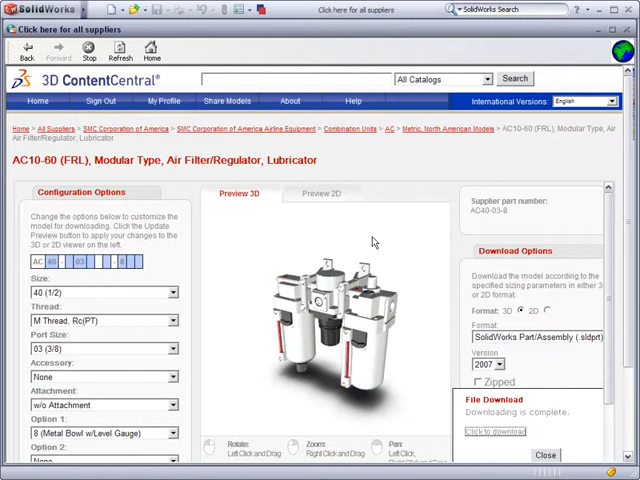 SolidWorks
Click here for all suppliers
SolidWorks Search
Click here for all suppliers
Back
Forward
Stop
Refresh
Home
3D ContentCentral®
All Catalogs
Search
Home
Sign Out
My Profile
Share Models
About
Help
International Versions:
English
Home > All Suppliers > SMC Corporation of America > SMC Corporation of America Airline Equipment > Combination Units > AC > Metric, North American Models > AC10-60 (FRL), Modular Type, Air
Filter/Regulator, Lubricator
AC10-60 (FRL), Modular Type, Air Filter/Regulator, Lubricator
Configuration Options
Change the options below to customize the
model for downloading. Click the Update
Preview button to apply your changes to the
3D or 2D viewer on the left.
AC 40 - 03 - 8
Size:
40 (1/2)
Thread:
M Thread, Rc(PT)
Port Size:
03 (3/8)
Accessory:
None
Attachment:
w/o Attachment
Option 1:
8 (Metal Bowl w/Level Gauge)
Option 2:
None
Preview 3D
Preview 2D
Rotate:
Left Click and Drag
Zoom:
Right Click and Drag
Pan:
Left Click,
Right Click and Drag
Supplier part number:
AC40-03-8
Download Options
Download the model according to the
specified sizing parameters in either 3
or 2D format.
Format: 3D 2D
Format:
SolidWorks Part/Assembly (.sldprt)
Version
2007
Zipped
File Download
Downloading is complete.
Click to download
Close
Done